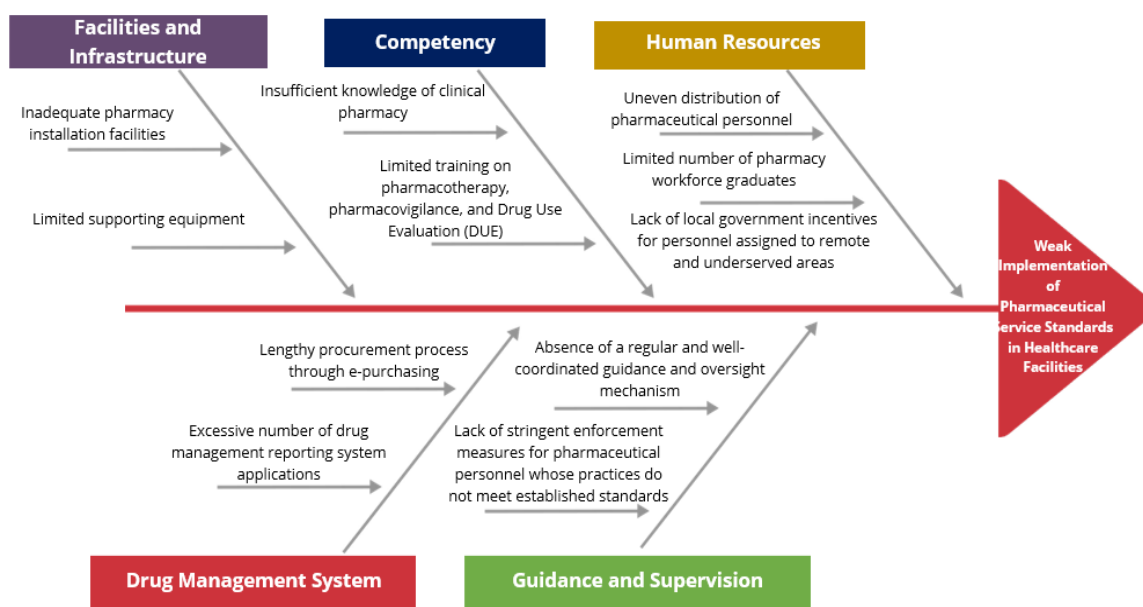 Facilities and
Infrastructure
Competency
Human Resources
Inadequate pharmacy
installation facilities
Limited supporting equipment
Insufficient knowledge of clinical
pharmacy
Limited training on
pharmacotherapy,
pharmacovigilance, and Drug Use
Evaluation (DUE)
Uneven distribution of
pharmaceutical personnel
Limited number of pharmacy
workforce graduates
Lack of local government incentives
for personnel assigned to remote
and underserved areas
Weak
Implementation
of
Pharmaceutical
Service Standards
in Healthcare
Facilities
Lengthy procurement process
through e-purchasing
Excessive number of drug
management reporting system
applications
Absence of a regular and well-
coordinated guidance and oversight
mechanism
Lack of stringent enforcement
measures for pharmaceutical
personnel whose practices do
not meet established standards
Drug Management System
Guidance and Supervision